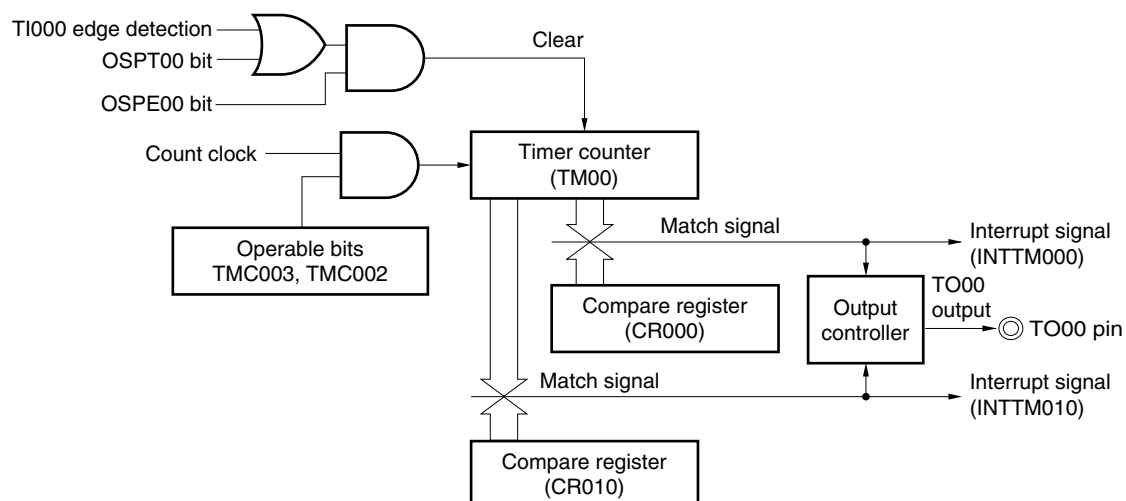 TI000 edge detection
OSPT00 bit
OSPE00 bit
Clear
Count clock
Timer counter
(TM00)
Operable bits
TMC003, TMC002
Match signal
Interrupt signal
(INTTM000)
Compare register
(CR000)
Output
controller
TO00
output
TO00 pin
Match signal
Interrupt signal
(INTTM010)
Compare register
(CR010)